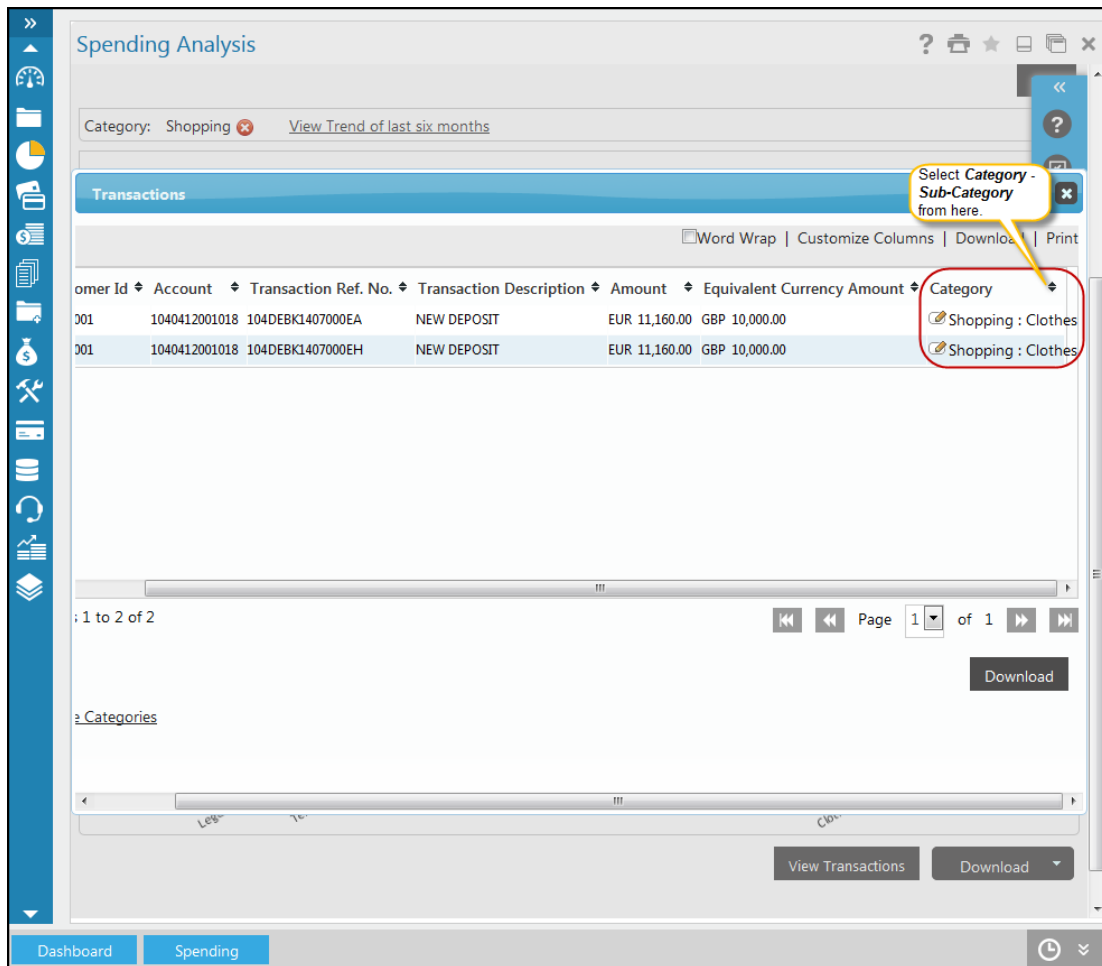 Spending Analysis
Category: Shopping View Trend of last six months
Select Category -
Sub-Category
from here.
Transactions
Word Wrap | Customize Columns | Download | Print
omer Id Account Transaction Ref. No. Transaction Description Amount Equivalent Currency Amount Category
001 1040412001018 104DEBK1407000EA NEW DEPOSIT EUR 11,160.00 GBP 10,000.00 Shopping : Clothes
001 1040412001018 104DEBK1407000EH NEW DEPOSIT EUR 11,160.00 GBP 10,000.00 Shopping : Clothes
1 to 2 of 2 Page 1 of 1
Download
e Categories
View Transactions Download
Dashboard Spending